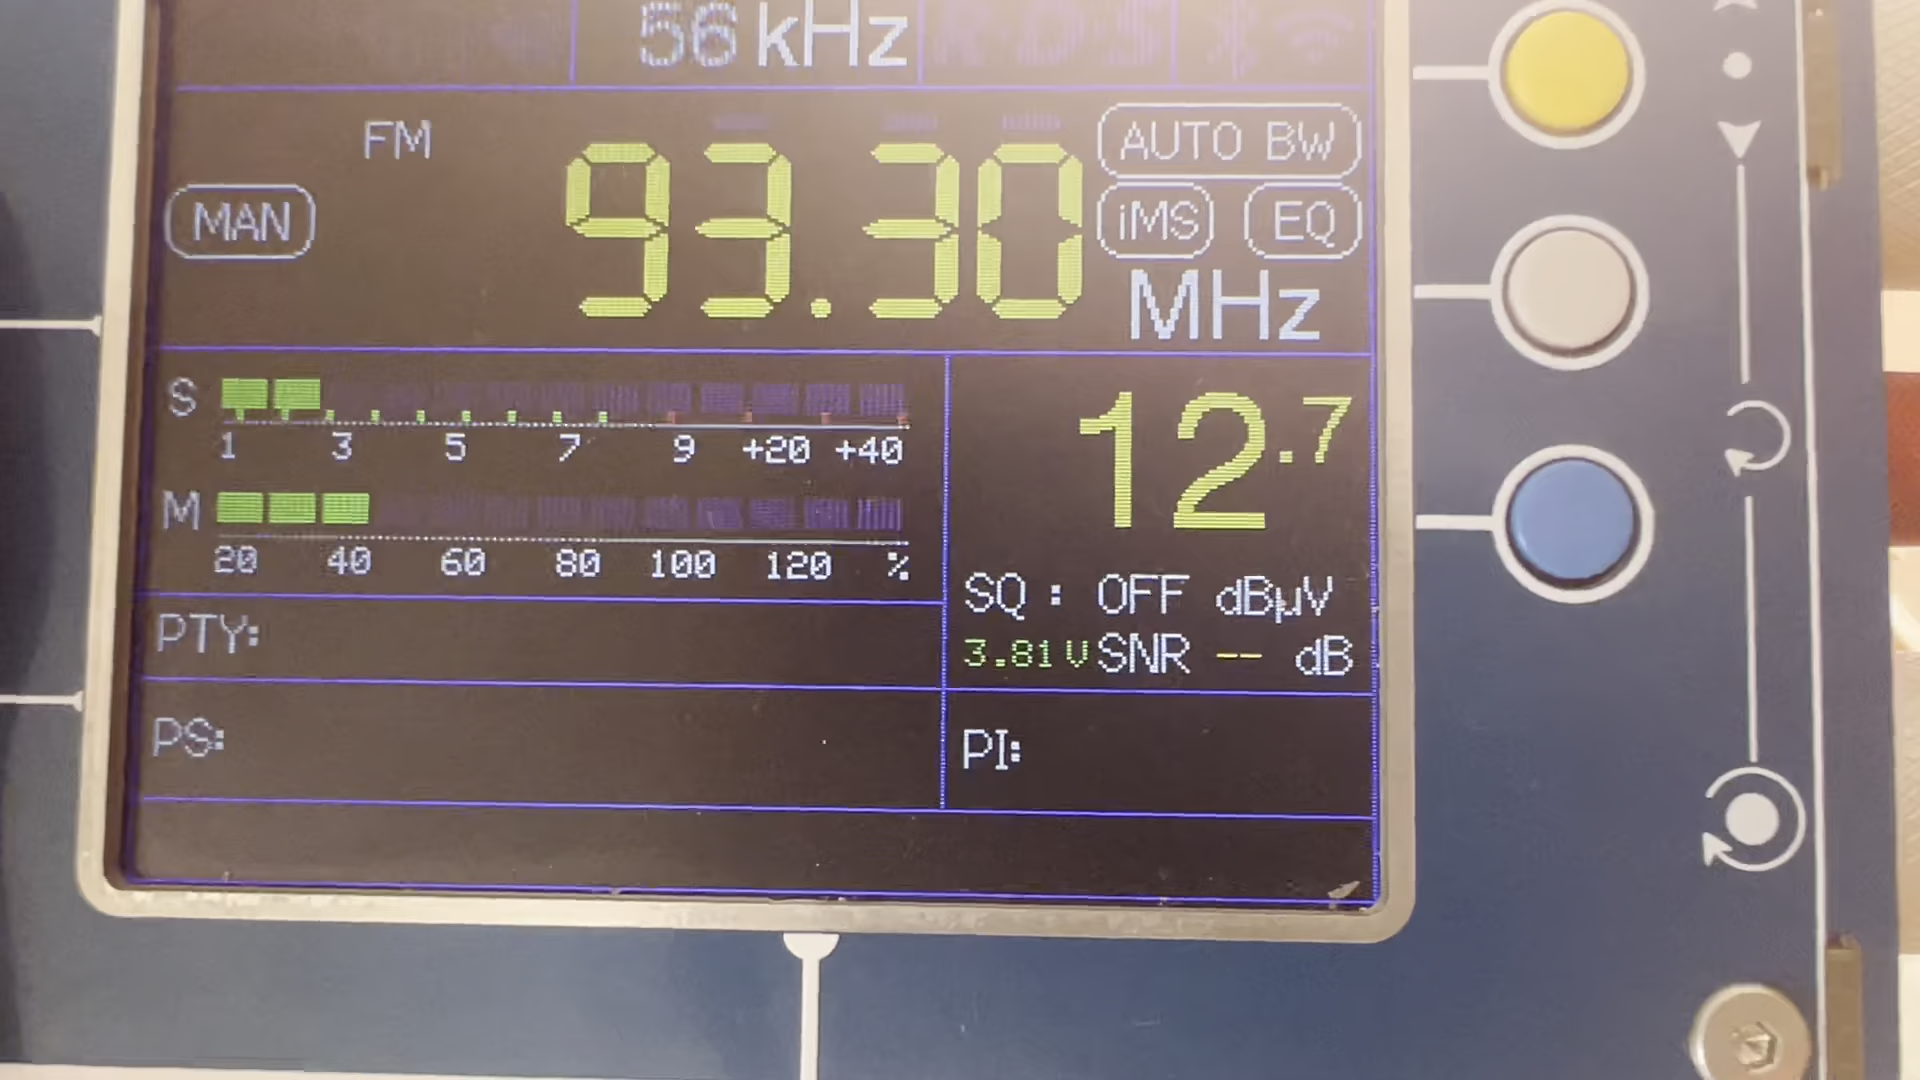 56 kHz
FM 93.30 AUTO BW
MAN iMS EQ
MHz
S
1 3 5 7 9 +20 +40
12.7
M
20 40 60 80 100 120 %
SQ : OFF dBµV
3.81V SNR -- dB
PTY:
PS:
PI: